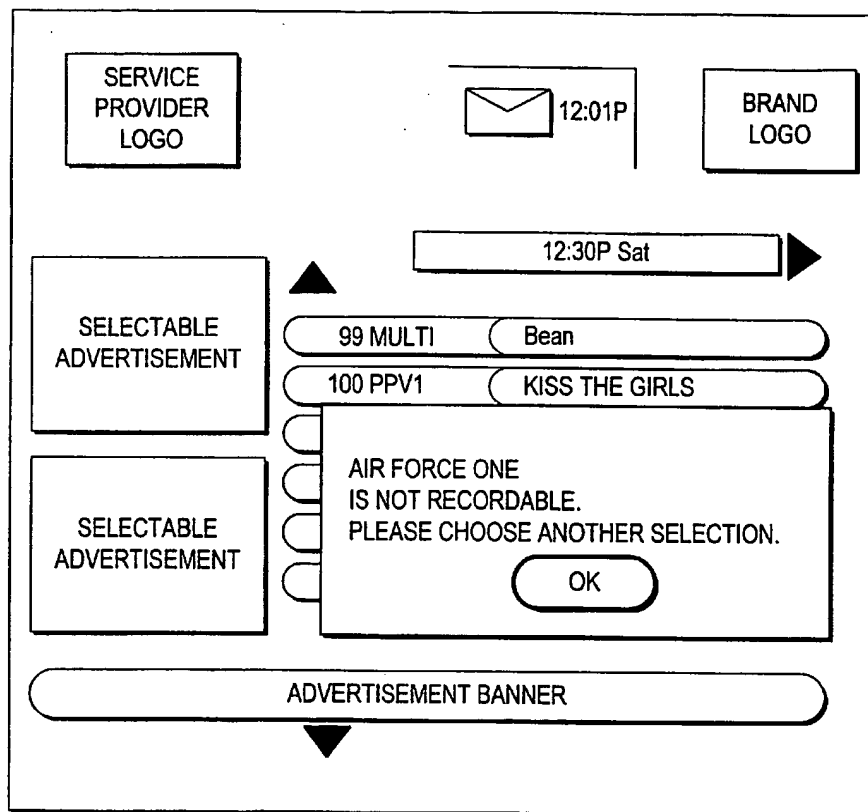 SERVICE
PROVIDER
LOGO
12:01P
BRAND
LOGO
12:30P Sat
SELECTABLE
ADVERTISEMENT
99 MULTI Bean
100 PPV1 KISS THE GIRLS
AIR FORCE ONE
IS NOT RECORDABLE.
PLEASE CHOOSE ANOTHER SELECTION.
OK
SELECTABLE
ADVERTISEMENT
ADVERTISEMENT BANNER